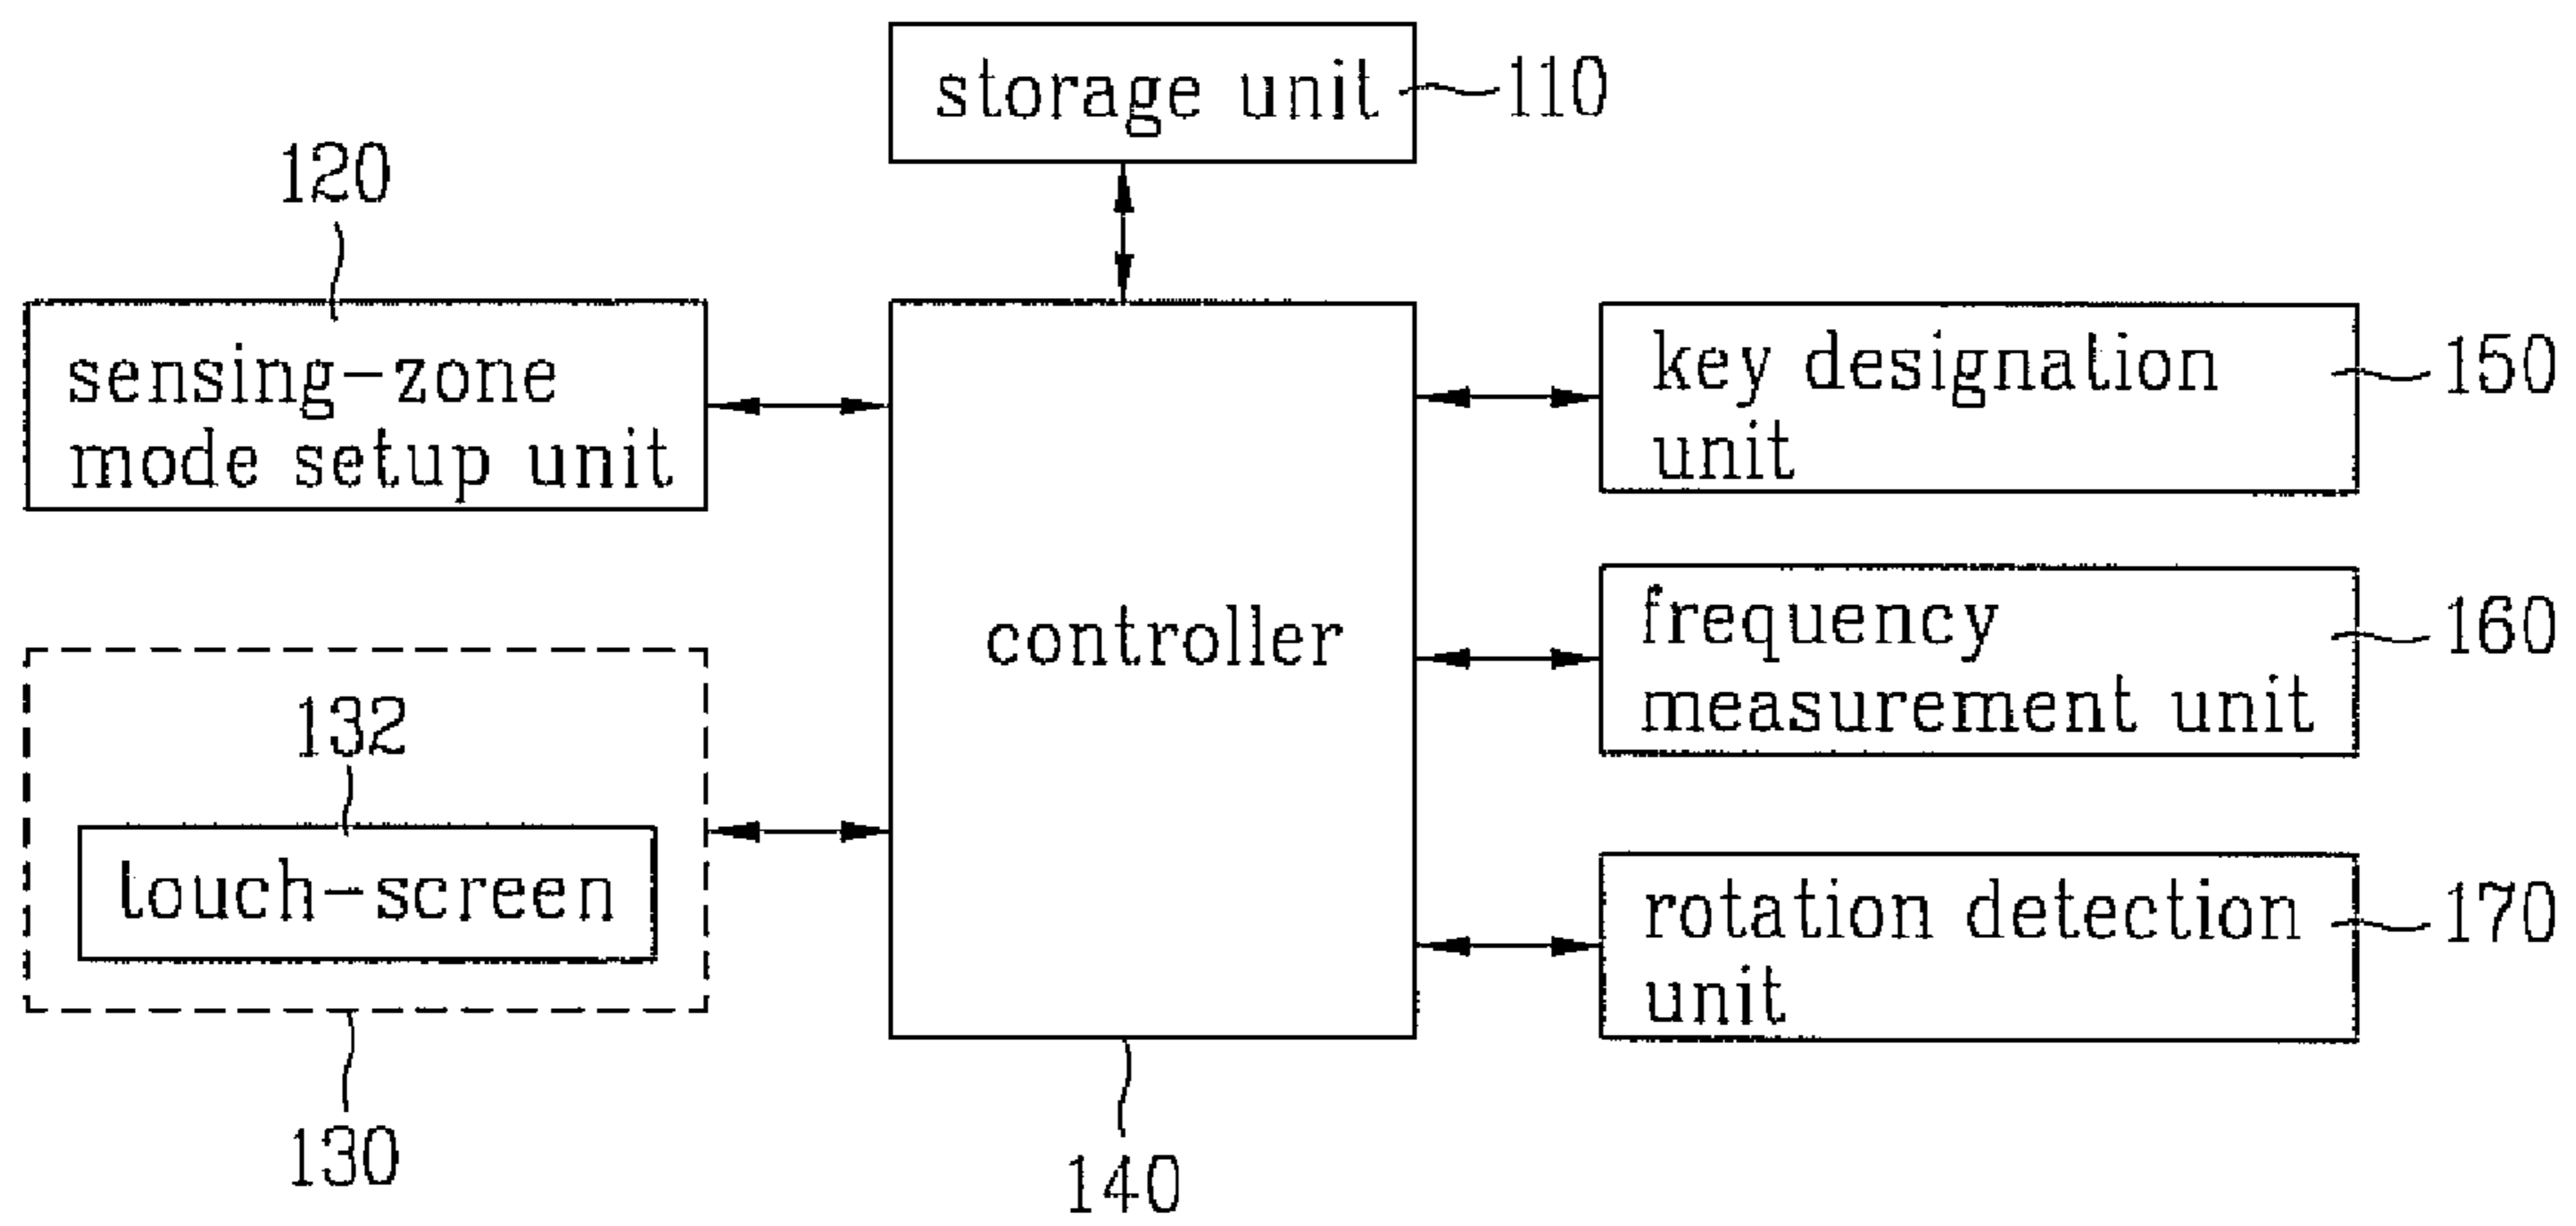 storage unit
110
120
sensing-zone
mode setup unit
132
touch-screen
130
controller
140
key designation
unit
150
frequency
measurement unit
160
rotation detection
unit
170